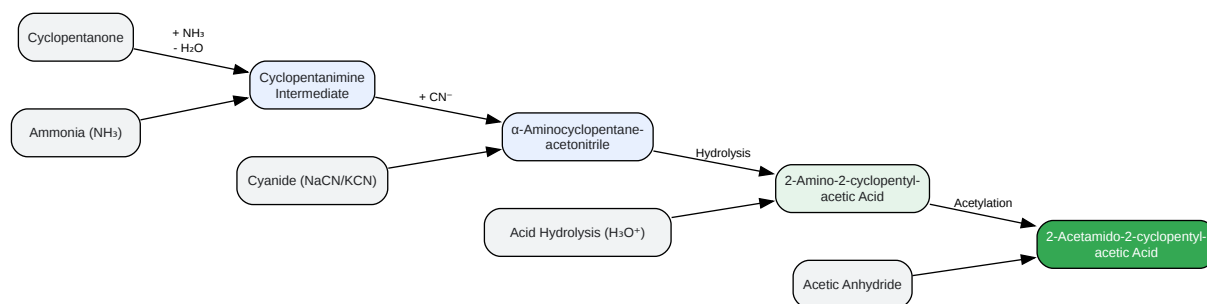 Cyclopentanone
+ NH₃
- H₂O
Ammonia (NH₃)
Cyclopentanimine
Intermediate
+ CN⁻
Cyanide (NaCN/KCN)
α-Aminocyclopentane-
acetonitrile
Hydrolysis
Acid Hydrolysis (H₃O⁺)
2-Amino-2-cyclopentyl-
acetic Acid
Acetylation
Acetic Anhydride
2-Acetamido-2-cyclopentyl-
acetic Acid